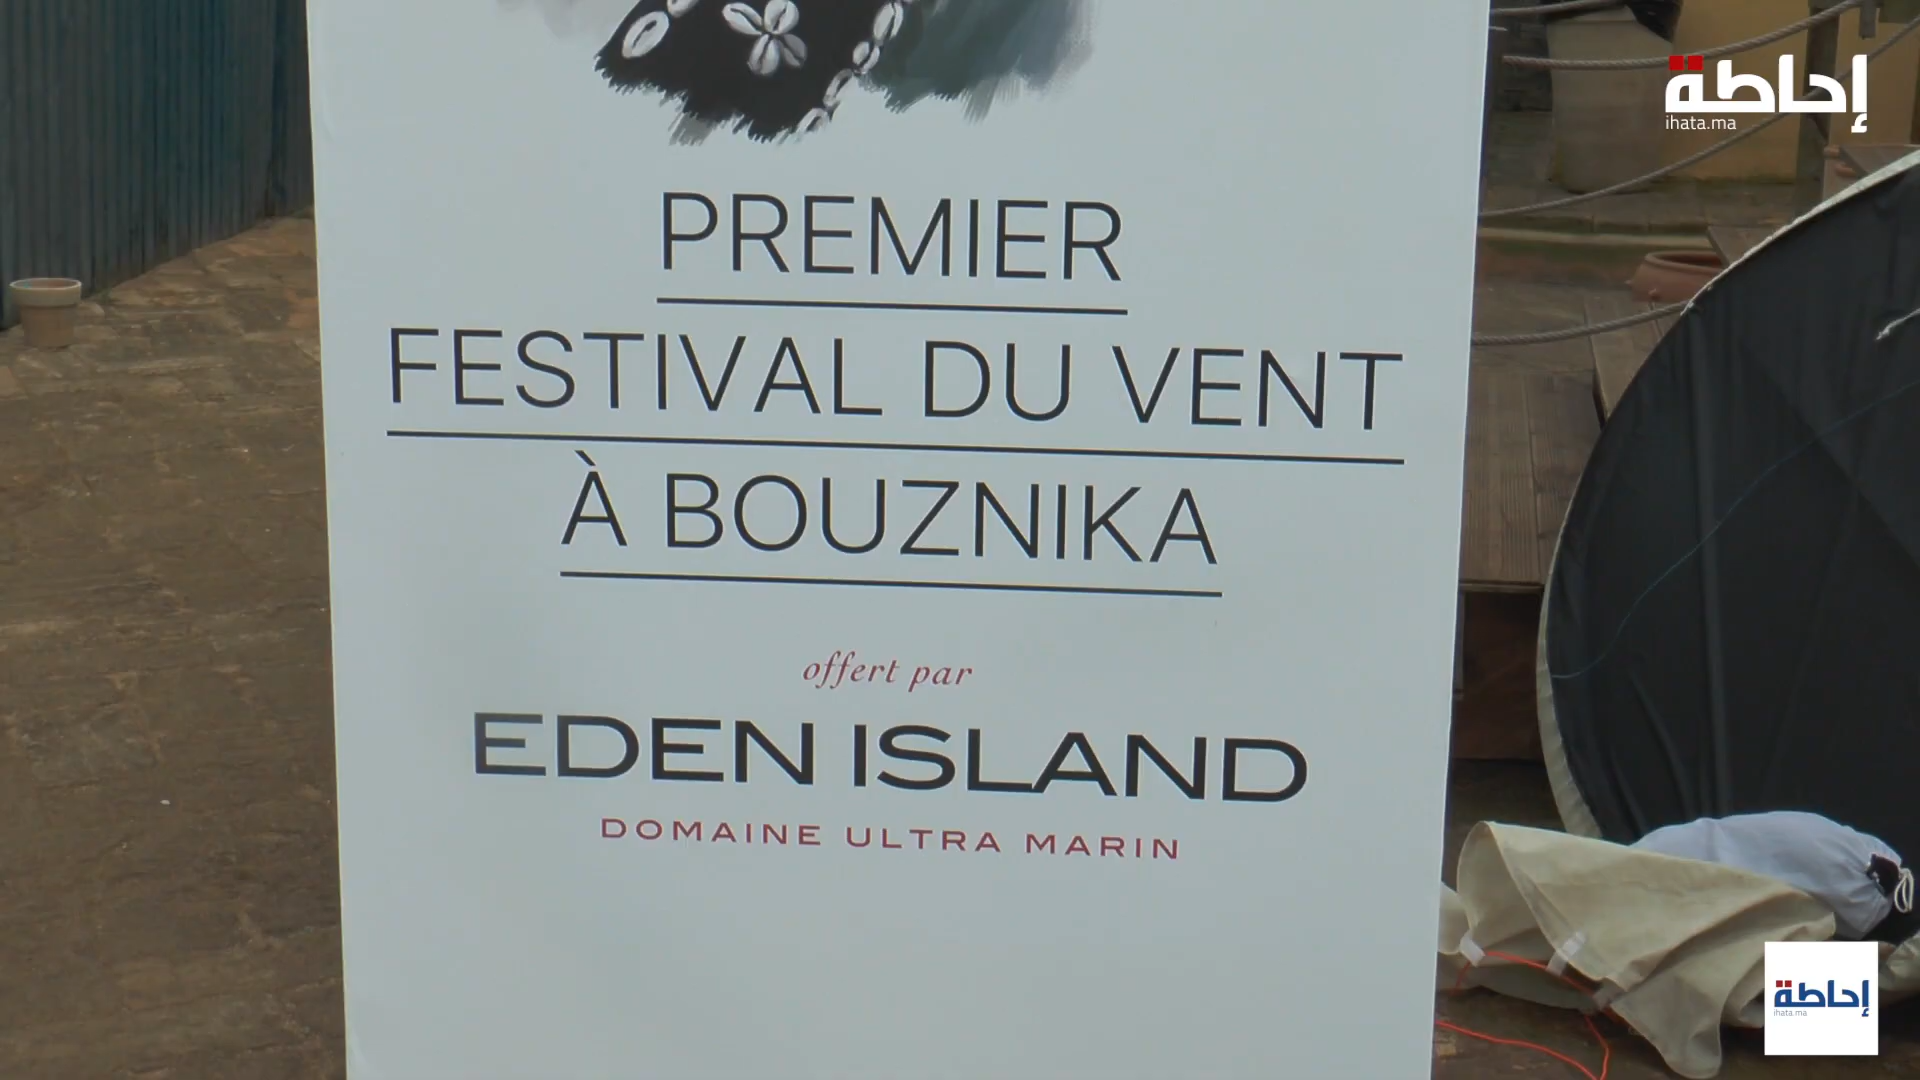 إحاطة
ihata.ma
PREMIER
FESTIVAL DU VENT
À BOUZNIKA
offert par
EDEN ISLAND
DOMAINE ULTRA MARIN
إحاطة
ihata.ma